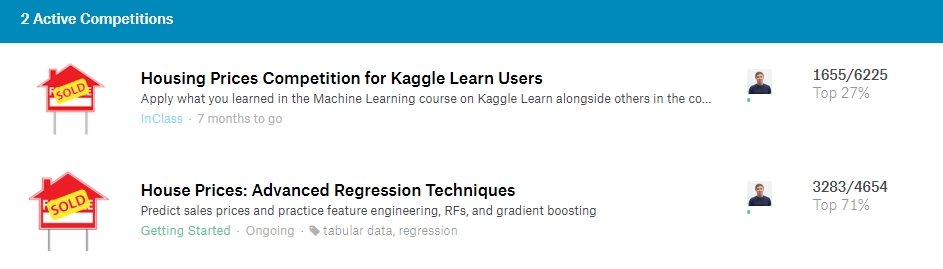 2 Active Competitions
SOLD
Housing Prices Competition for Kaggle Learn Users
Apply what you learned in the Machine Learning course on Kaggle Learn alongside others in the co...
InClass · 7 months to go
1655/6225
Top 27%
SOLD
House Prices: Advanced Regression Techniques
Predict sales prices and practice feature engineering, RFs, and gradient boosting
Getting Started · Ongoing · tabular data, regression
3283/4654
Top 71%